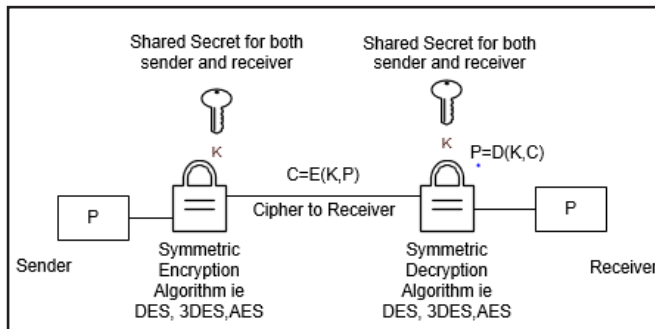 Shared Secret for both
sender and receiver
Shared Secret for both
sender and receiver
K
K
P=D(K,C)
C=E(K,P)
P
Cipher to Receiver
P
Sender
Symmetric
Encryption
Algorithm ie
DES, 3DES,AES
Symmetric
Decryption
Algorithm ie
DES, 3DES,AES
Receiver